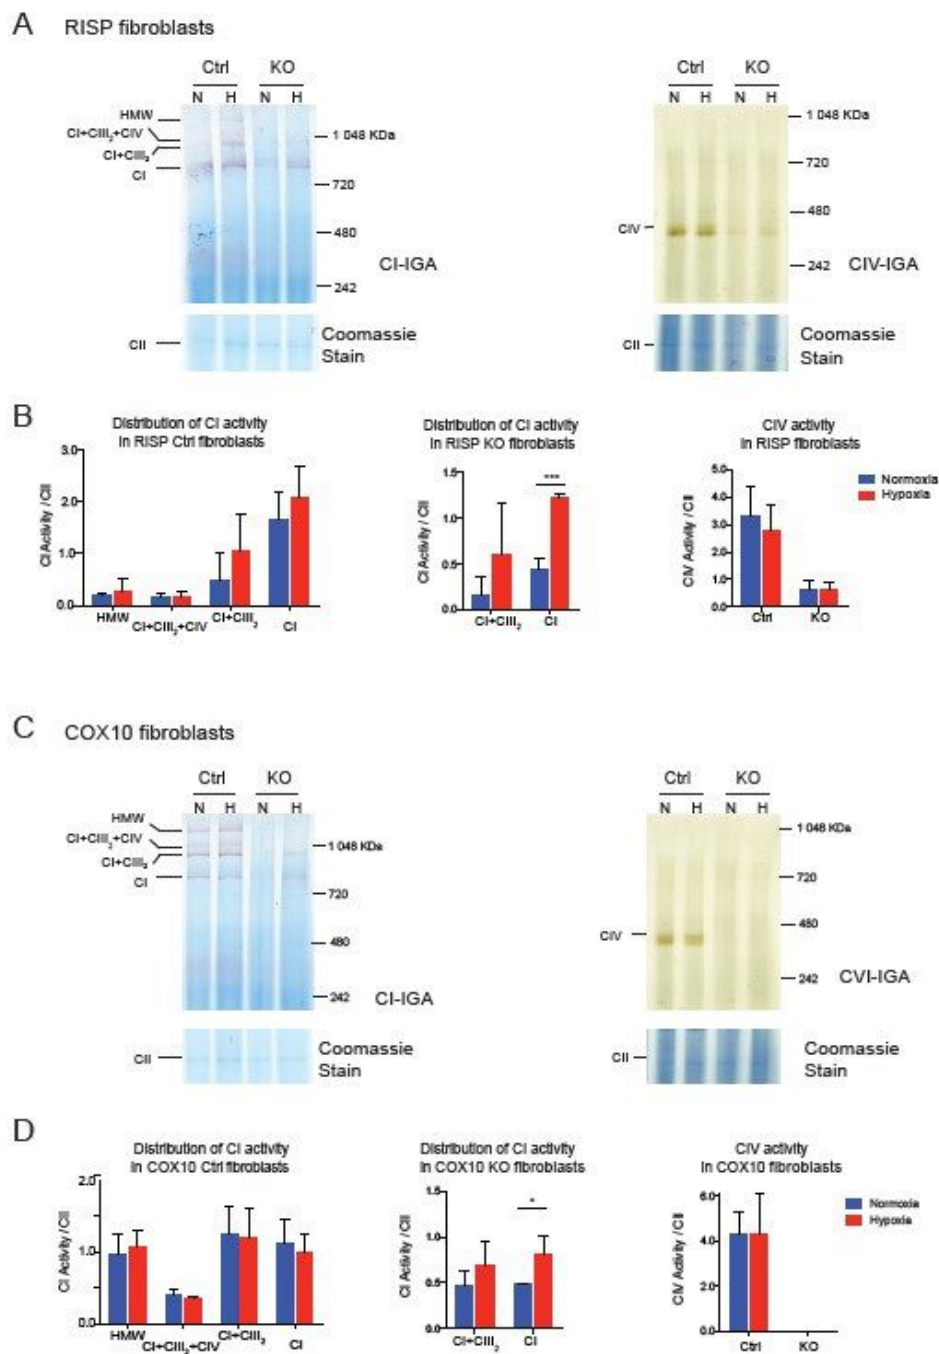 A RISP fibroblasts
Ctrl KO
N H N H
HMW
CI+CIII2+CIV
CI+CIII2
CI
1 048 KDa
720
480
242
CI-IGA
CII
Coomassie
Stain
Ctrl KO
N H N H
1 048 KDa
720
480
242
CIV
CIV-IGA
CII
Coomassie
Stain
B
Distribution of CI activity
in RISP Ctrl fibroblasts
CI Activity / CII
3.0
2.0
1.0
0.0
HMW CI+CIII2+CIV CI+CIII2 CI
Distribution of CI activity
in RISP KO fibroblasts
CI Activity / CII
1.5
1.0
0.5
0.0
***
CI+CIII2 CI
CIV activity
in RISP fibroblasts
CIV Activity / CII
5.0
4.0
3.0
2.0
1.0
0.0
Ctrl KO
Normoxia
Hypoxia
C COX10 fibroblasts
Ctrl KO
N H N H
HMW
CI+CIII2+CIV
CI+CIII2
CI
1 048 KDa
720
480
242
CI-IGA
CII
Coomassie
Stain
Ctrl KO
N H N H
1 048 KDa
720
480
242
CIV
CVI-IGA
CII
Coomassie
Stain
D
Distribution of CI activity
in COX10 Ctrl fibroblasts
CI Activity / CII
2.0
1.0
0.0
HMW CI+CIII2+CIV CI+CIII2 CI
Distribution of CI activity
in COX10 KO fibroblasts
CI Activity / CII
1.5
1.0
0.5
0.0
*
CI+CIII2 CI
CIV activity
in COX10 fibroblasts
CIV Activity / CII
6.0
4.0
2.0
0.0
Ctrl KO
Normoxia
Hypoxia